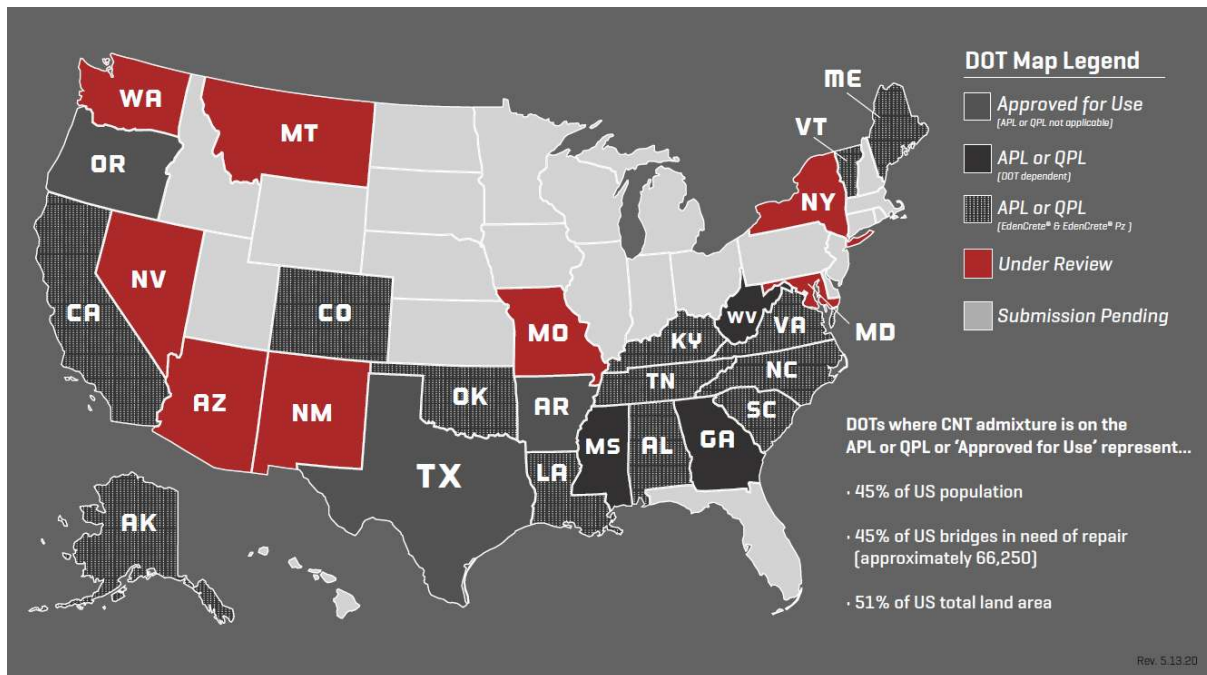 DOT Map Legend
Approved for Use
(APL or QPL not applicable)
APL or QPL
(DOT dependent)
APL or QPL
(EdenCrete® & EdenCrete® Pz )
Under Review
Submission Pending
WA
MT
ME
VT
OR
NY
NV
CA
CO
MO
KY
WV
VA
MD
AZ
NM
OK
AR
TN
NC
SC
TX
LA
MS
AL
GA
AK
DOTs where CNT admixture is on the
APL or QPL or ‘Approved for Use’ represent...
· 45% of US population
· 45% of US bridges in need of repair
(approximately 66,250)
· 51% of US total land area
Rev. 5.13.20